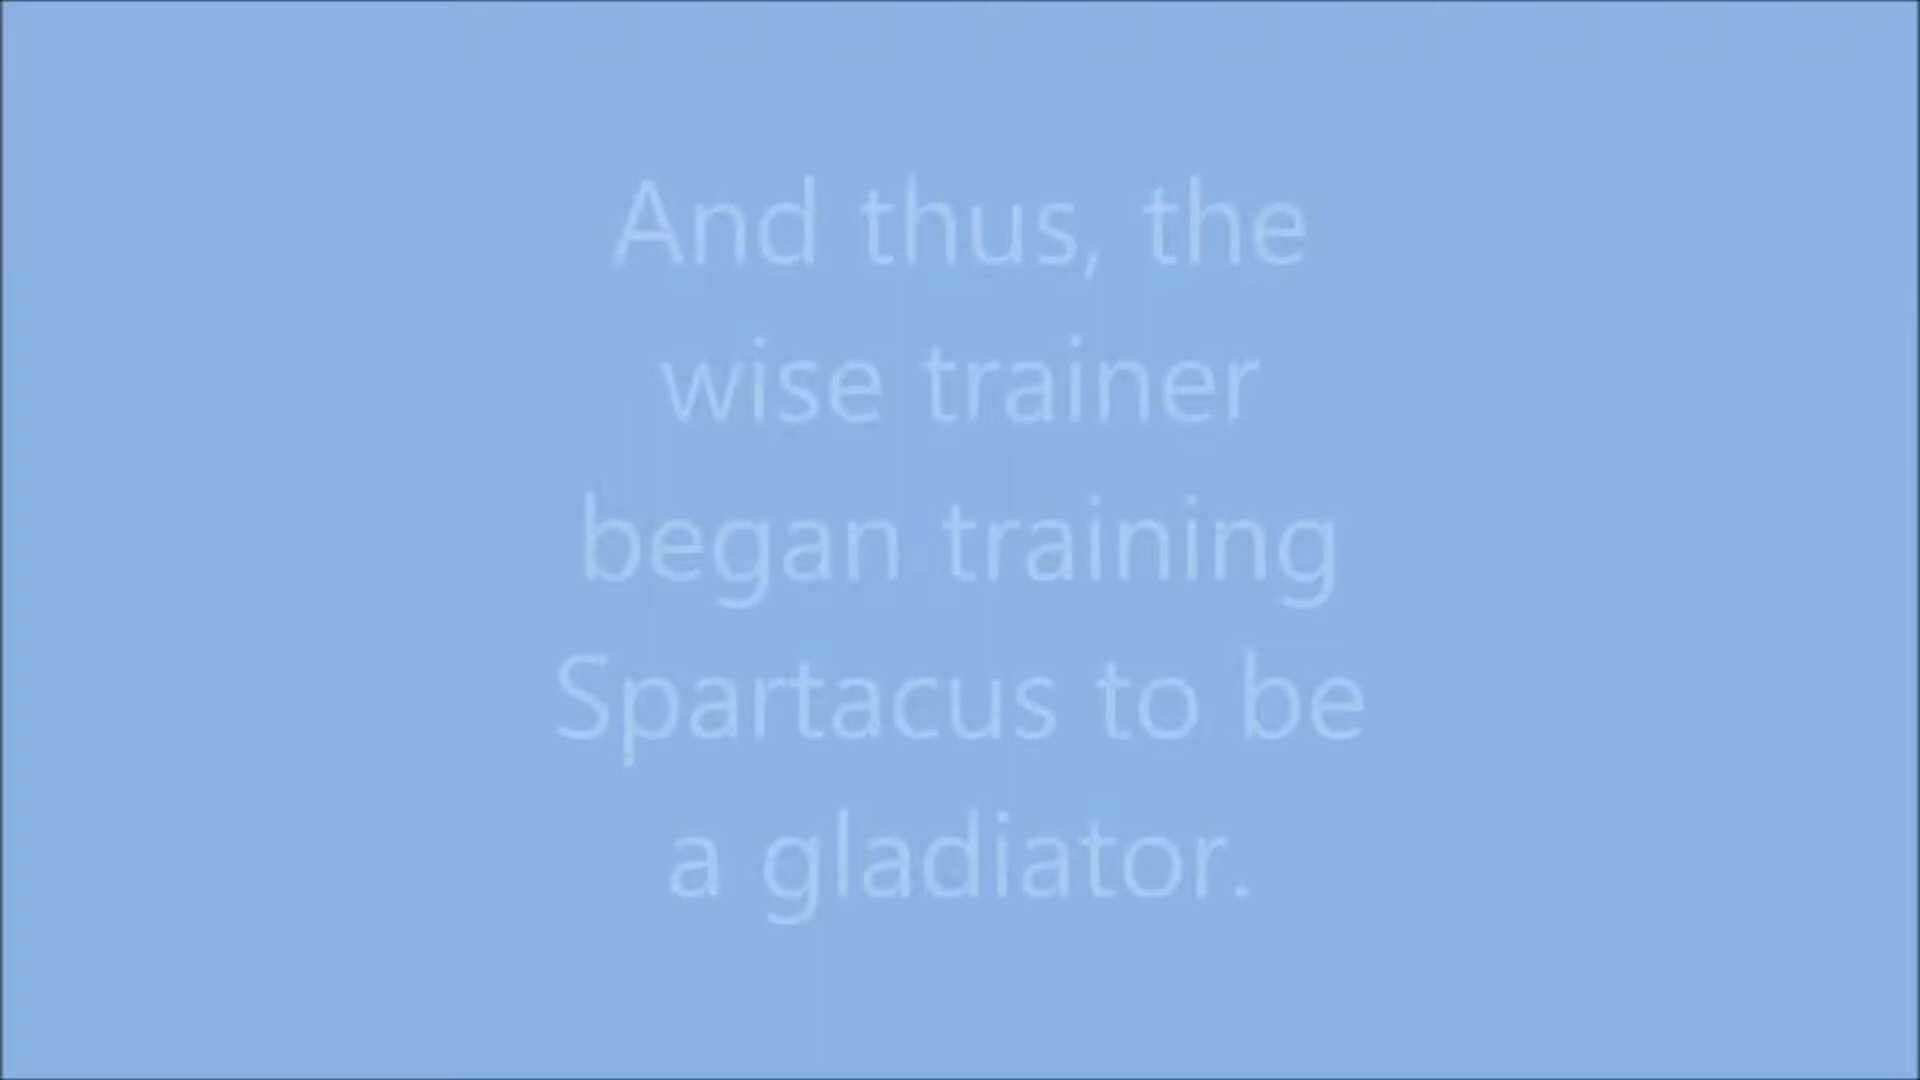 And thus, the
wise trainer
began training
Spartacus to be
a gladiator.